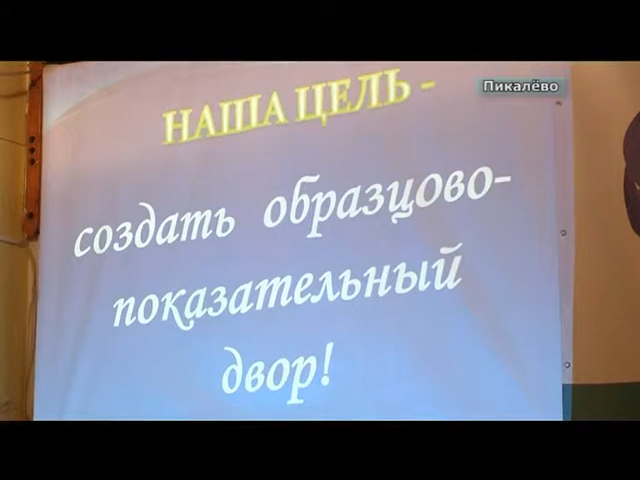 Пикалёво
НАША ЦЕЛЬ -
создать образцово-
показательный
двор!